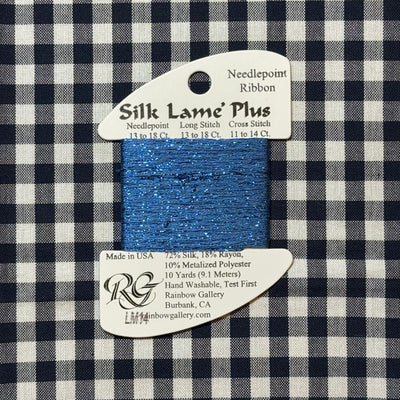 Needlepoint
Ribbon
Silk Lamé Plus
Needlepoint Long Stitch Cross Stitch
13 to 18 Ct. 13 to 18 Ct. 11 to 14 Ct.
Made in USA
72% Silk, 18% Rayon,
10% Metalized Polyester
10 Yards (9.1 Meters)
Hand Washable, Test First
Rainbow Gallery
Burbank, CA
rainbowgallery.com
RG
LM14